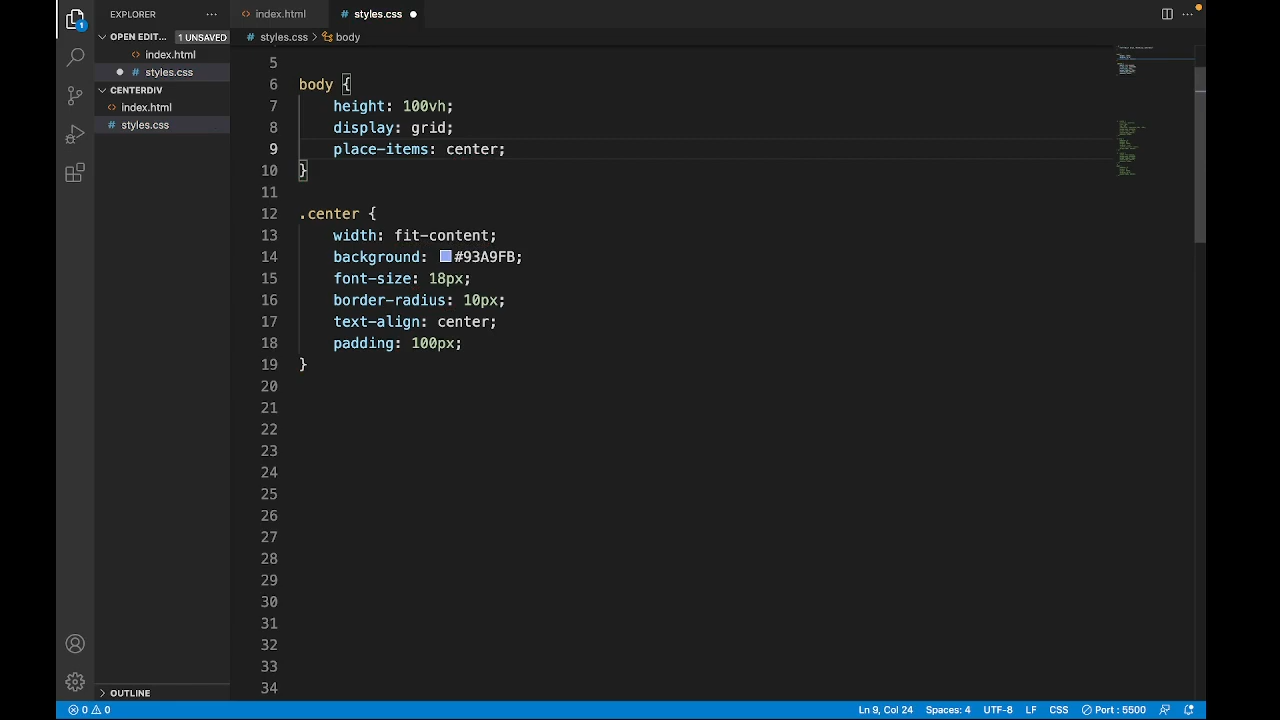 EXPLORER
OPEN EDIT... 1 UNSAVED
index.html
# styles.css
CENTERDIV
index.html
# styles.css
OUTLINE
1
index.html
# styles.css
styles.css > body
5
6 body {
7 height: 100vh;
8 display: grid;
9 place-items: center;
10 }
11
12 .center {
13 width: fit-content;
14 background: #93A9FB;
15 font-size: 18px;
16 border-radius: 10px;
17 text-align: center;
18 padding: 100px;
19 }
20
21
22
23
24
25
26
27
28
29
30
31
32
33
34
0 0 Ln 9, Col 24 Spaces: 4 UTF-8 LF CSS Port : 5500